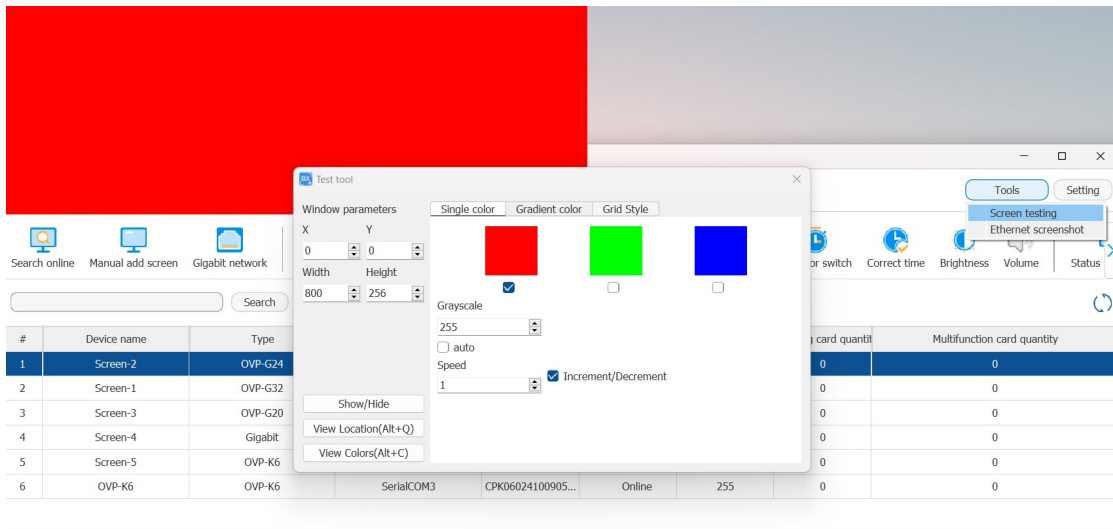 BX Test tool
Tools Setting
Screen testing
Ethernet screenshot
Window parameters Single color Gradient color Grid Style
X Y
0 0
Width Height
800 256
Grayscale
255
auto
Speed
1 Increment/Decrement
Show/Hide
View Location(Alt+Q)
View Colors(Alt+C)
Search online Manual add screen Gigabit network switch Correct time Brightness Volume Status
Search
# Device name Type card Multifunction card quantity
1 Screen-2 OVP-G24 0 0
2 Screen-1 OVP-G32 0 0
3 Screen-3 OVP-G20 0 0
4 Screen-4 Gigabit 0 0
5 Screen-5 OVP-K6 0 0
6 OVP-K6 OVP-K6 SerialCOM3 CPK06024100905... Online 255 0 0